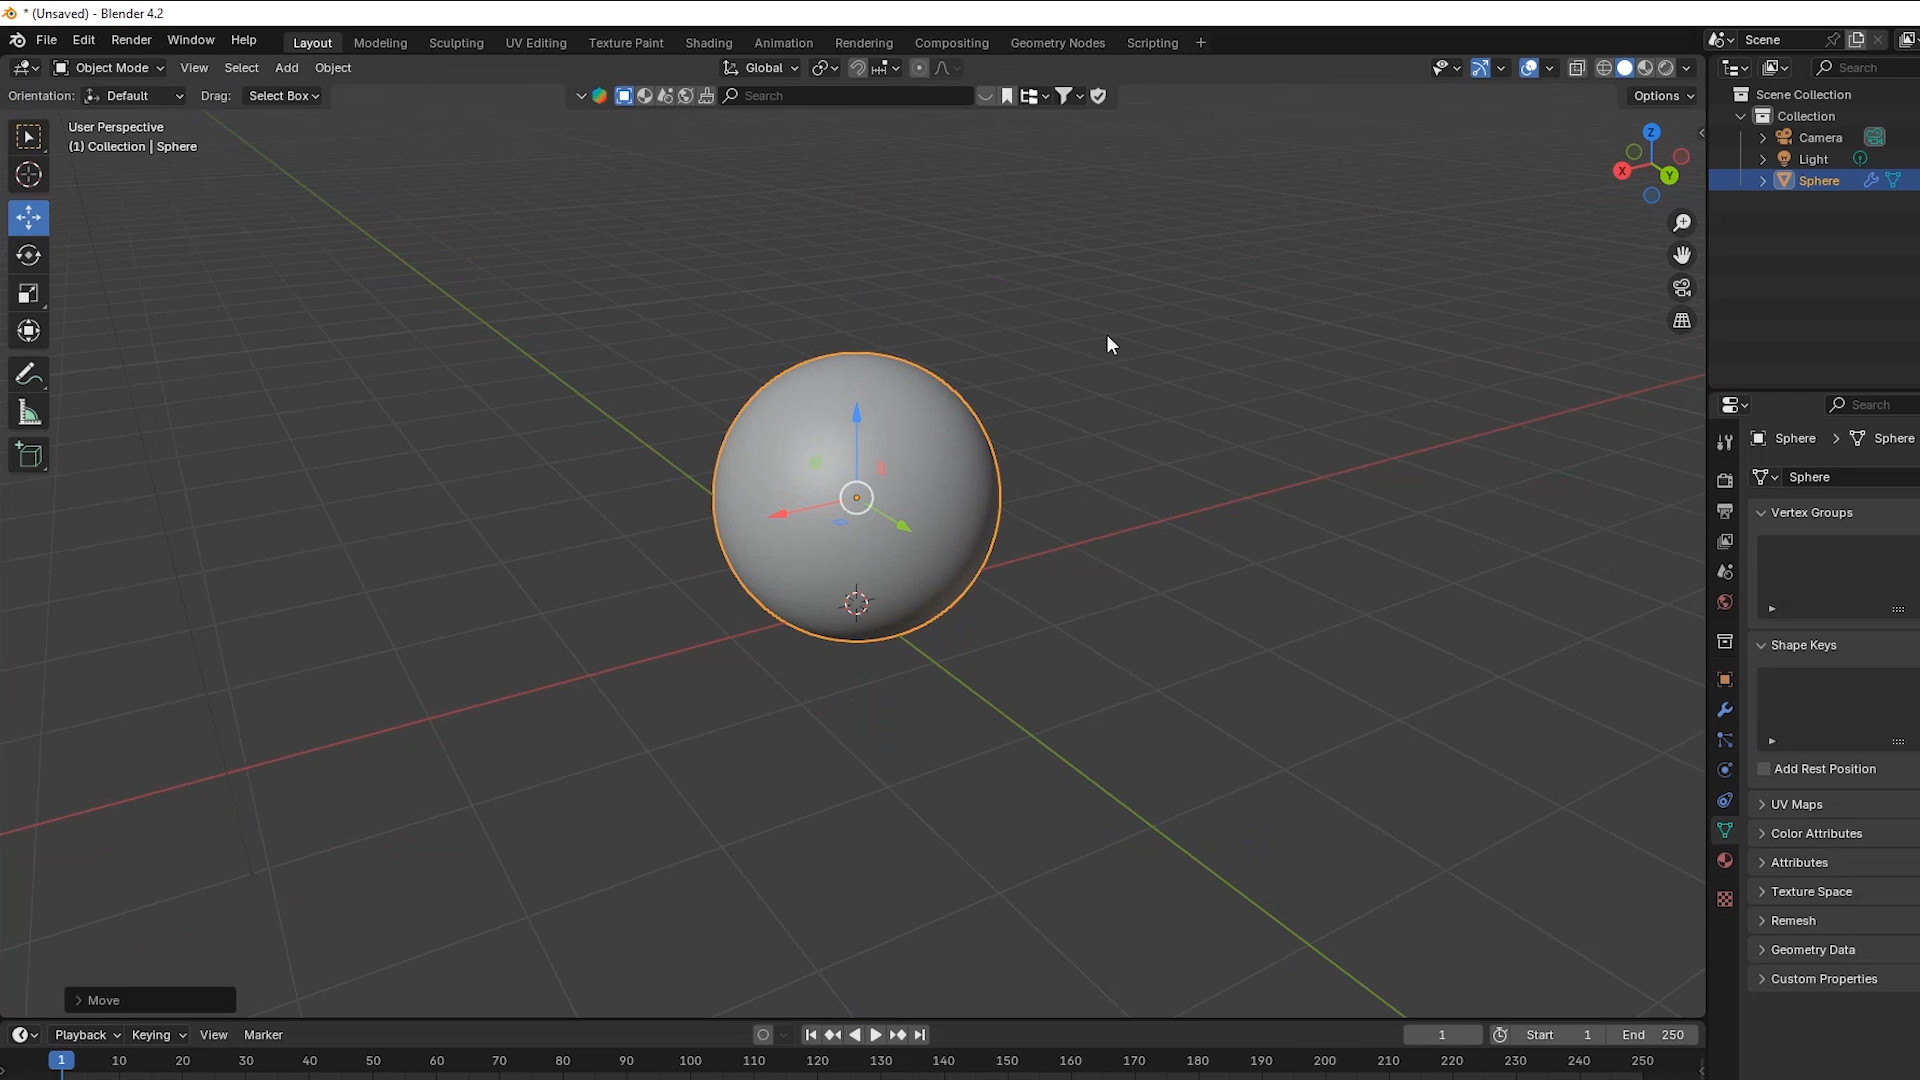 * (Unsaved) - Blender 4.2
File Edit Render Window Help Layout Modeling Sculpting UV Editing Texture Paint Shading Animation Rendering Compositing Geometry Nodes Scripting + Scene
Object Mode View Select Add Object Global Search
Orientation: Default Drag: Select Box Search Options
User Perspective
(1) Collection | Sphere
Z
X
Y
Scene Collection
Collection
Camera
Light
Sphere
Search
Sphere > Sphere
Sphere
Vertex Groups
Shape Keys
Add Rest Position
UV Maps
Color Attributes
Attributes
Texture Space
Remesh
Geometry Data
Custom Properties
Move
Playback Keying View Marker 1 Start 1 End 250
1 10 20 30 40 50 60 70 80 90 100 110 120 130 140 150 160 170 180 190 200 210 220 230 240 250